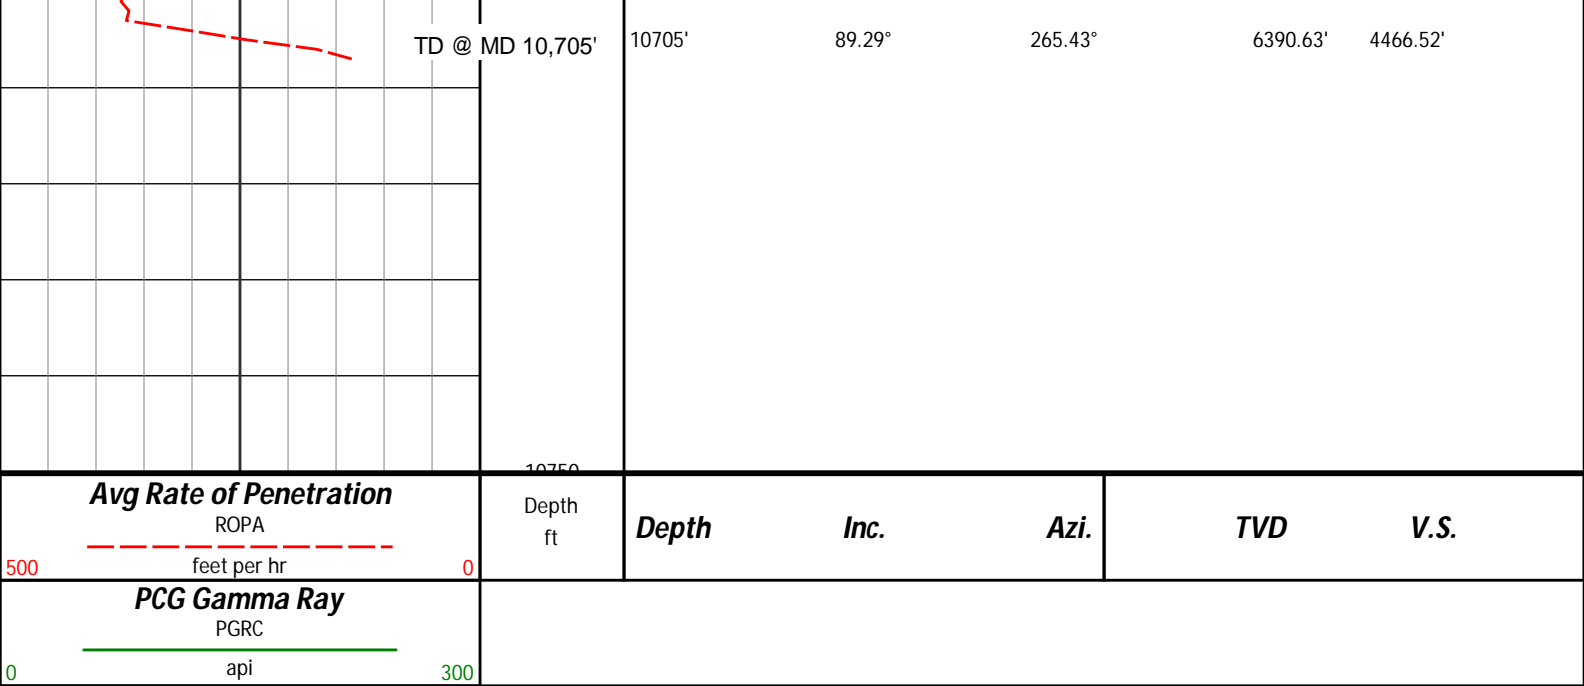 TD @ MD 10,705' 10705' 89.29° 265.43° 6390.63' 4466.52'
10750
Avg Rate of Penetration
ROPA
500 feet per hr 0
Depth
ft
Depth Inc. Azi. TVD V.S.
PCG Gamma Ray
PGRC
0 api 300